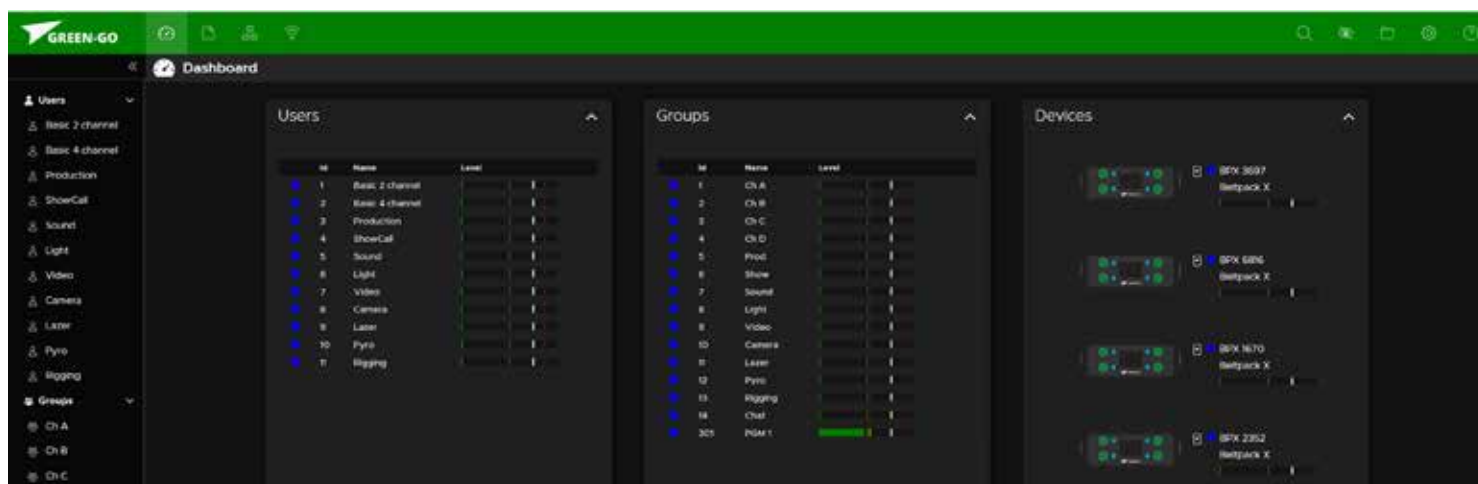 GREEN-GO
Dashboard
Users
Basic 2 channel
Basic 4 channel
Production
ShowCall
Sound
Light
Video
Camera
Lazer
Pyro
Rigging
Groups
Ch A
Ch B
Ch C
Users
Id Name Level
1 Basic 2 channel
2 Basic 4 channel
3 Production
4 ShowCall
5 Sound
6 Light
7 Video
8 Camera
9 Lazer
10 Pyro
11 Rigging
Groups
Id Name Level
1 Ch A
2 Ch B
3 Ch C
4 Ch D
5 Prod
6 Show
7 Sound
8 Light
9 Video
10 Camera
11 Lazer
12 Pyro
13 Rigging
14 Chat
PGM 1
Devices
BPX 3697
Beltpack X
BPX 6816
Beltpack X
BPX 1670
Beltpack X
BPX 2352
Beltpack X